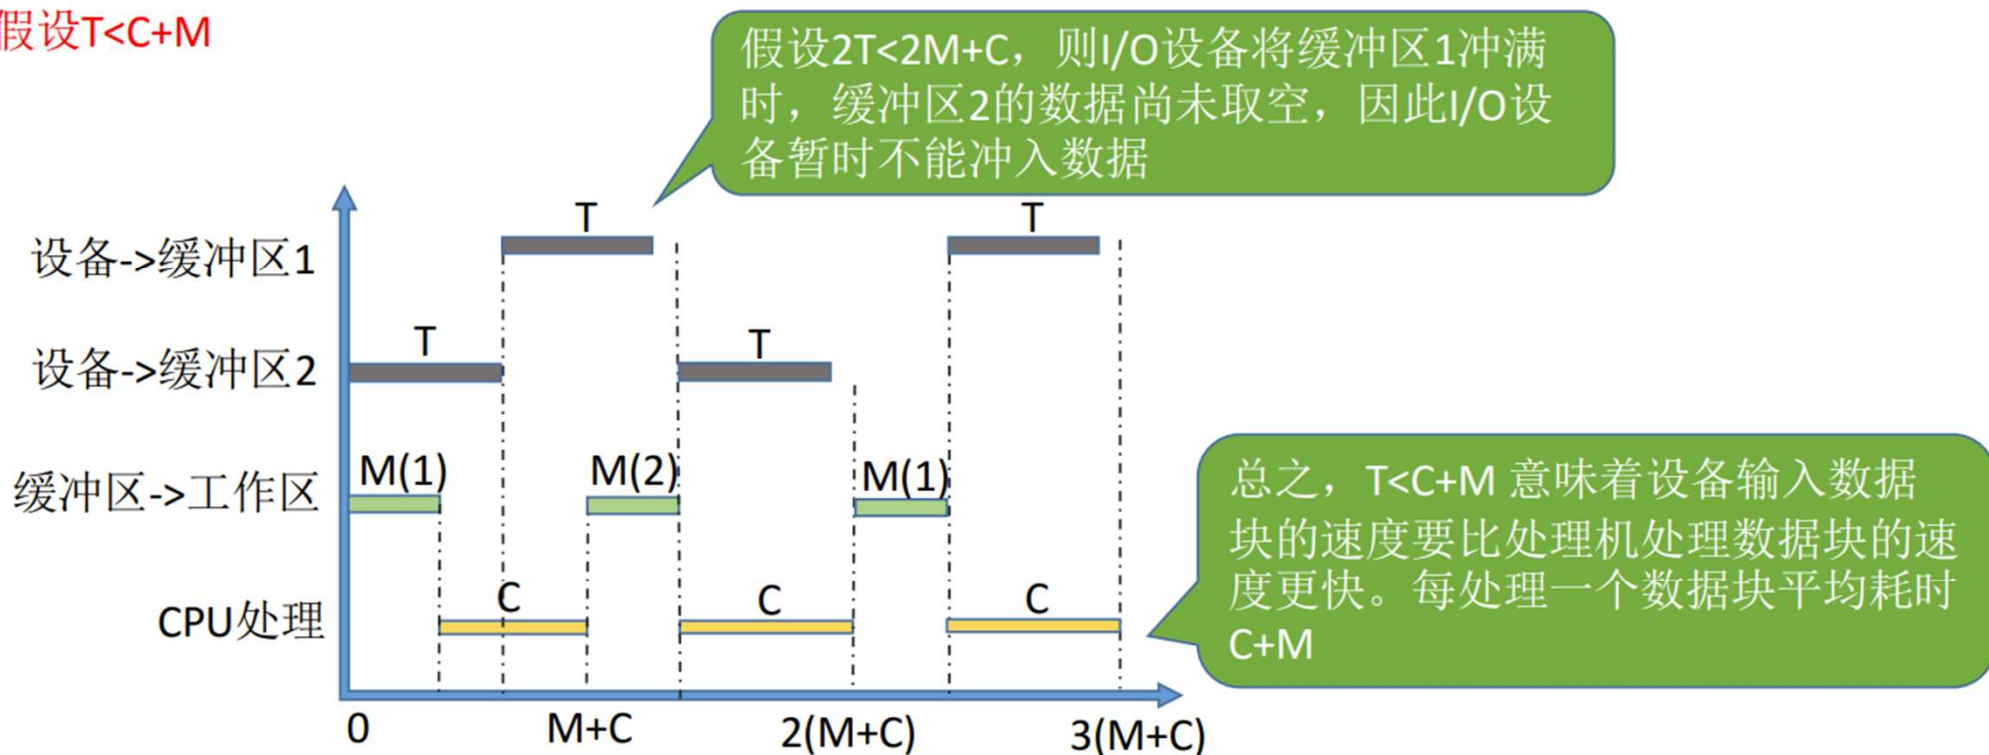 假设T<C+M
假设2T<2M+C，则I/O设备将缓冲区1冲满
时，缓冲区2的数据尚未取空，因此I/O设
备暂时不能冲入数据
T
T
设备->缓冲区1
T
T
设备->缓冲区2
M(1)
M(2)
M(1)
缓冲区->工作区
总之，T<C+M 意味着设备输入数据
块的速度要比处理机处理数据块的速
度更快。每处理一个数据块平均耗时
C+M
C
C
C
CPU处理
0
M+C
2(M+C)
3(M+C)